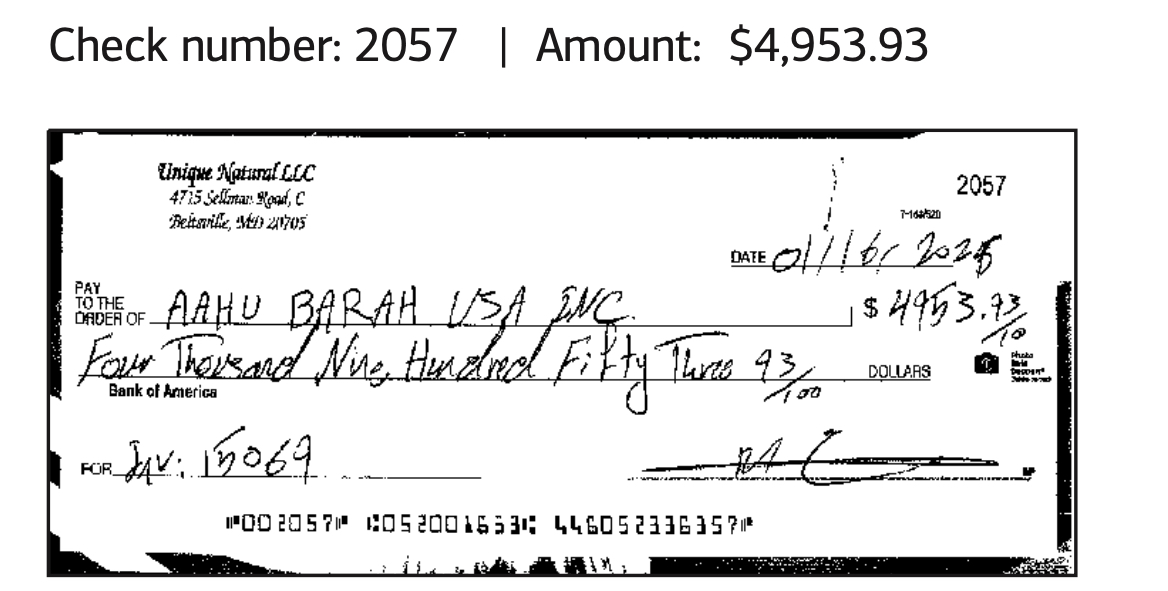 Check number: 2057 | Amount: $4,953.93
Unique Natural LLC
4715 Sellman Road, C
Beltsville, MD 20705
2057
7-164/520
DATE 01/16/2025
PAY TO THE ORDER OF AAHU BARAH USA INC. $ 4953.93/10
Four Thousand Nine Hundred Fifty Three 93/100 DOLLARS
Bank of America
FOR Inv: 15069
MP
⑈002057⑈ ⑆052001633⑆ 446052336357⑈